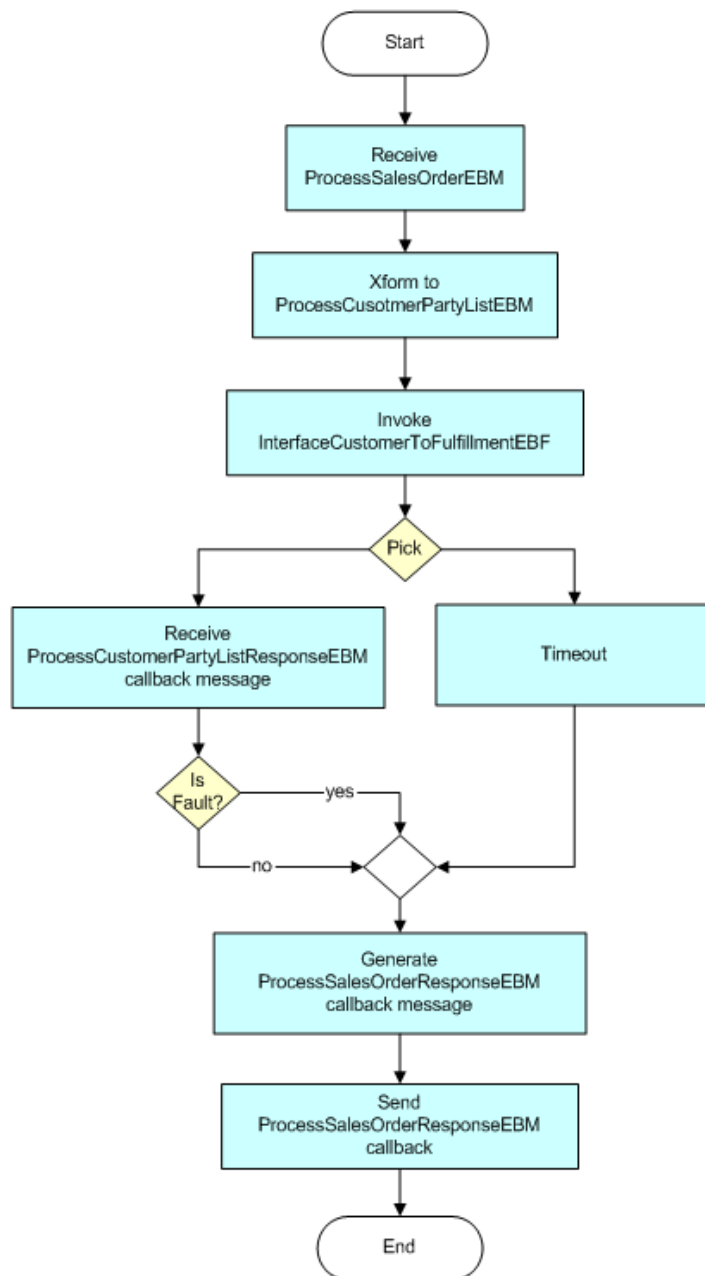 Start
Receive
ProcessSalesOrderEBM
Xform to
ProcessCusotmerPartyListEBM
Invoke
InterfaceCustomerToFulfillmentEBF
Pick
Receive
ProcessCustomerPartyListResponseEBM
callback message
Timeout
Is
Fault?
yes
no
Generate
ProcessSalesOrderResponseEBM
callback message
Send
ProcessSalesOrderResponseEBM
callback
End